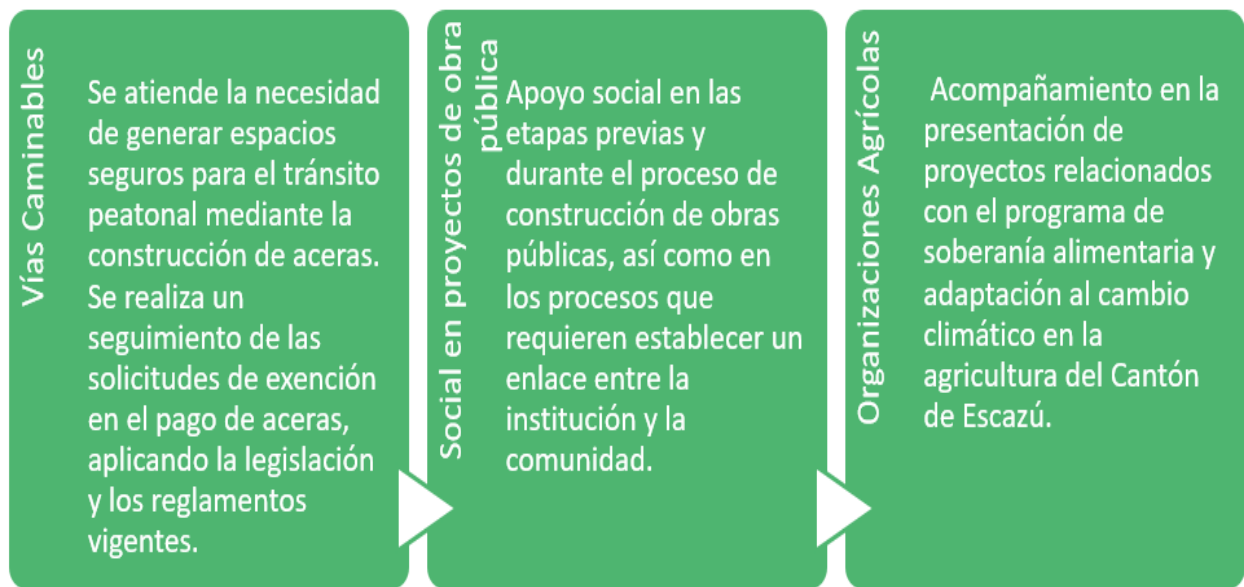 Vías Caminables
Se atiende la necesidad
de generar espacios
seguros para el tránsito
peatonal mediante la
construcción de aceras.
Se realiza un
seguimiento de las
solicitudes de exención
en el pago de aceras,
aplicando la legislación
y los reglamentos
vigentes.
Social en proyectos de obra
pública
Apoyo social en las
etapas previas y
durante el proceso de
construcción de obras
públicas, así como en
los procesos que
requieren establecer un
enlace entre la
institución y la
comunidad.
Organizaciones Agrícolas
Acompañamiento en la
presentación de
proyectos relacionados
con el programa de
soberanía alimentaria y
adaptación al cambio
climático en la
agricultura del Cantón
de Escazú.